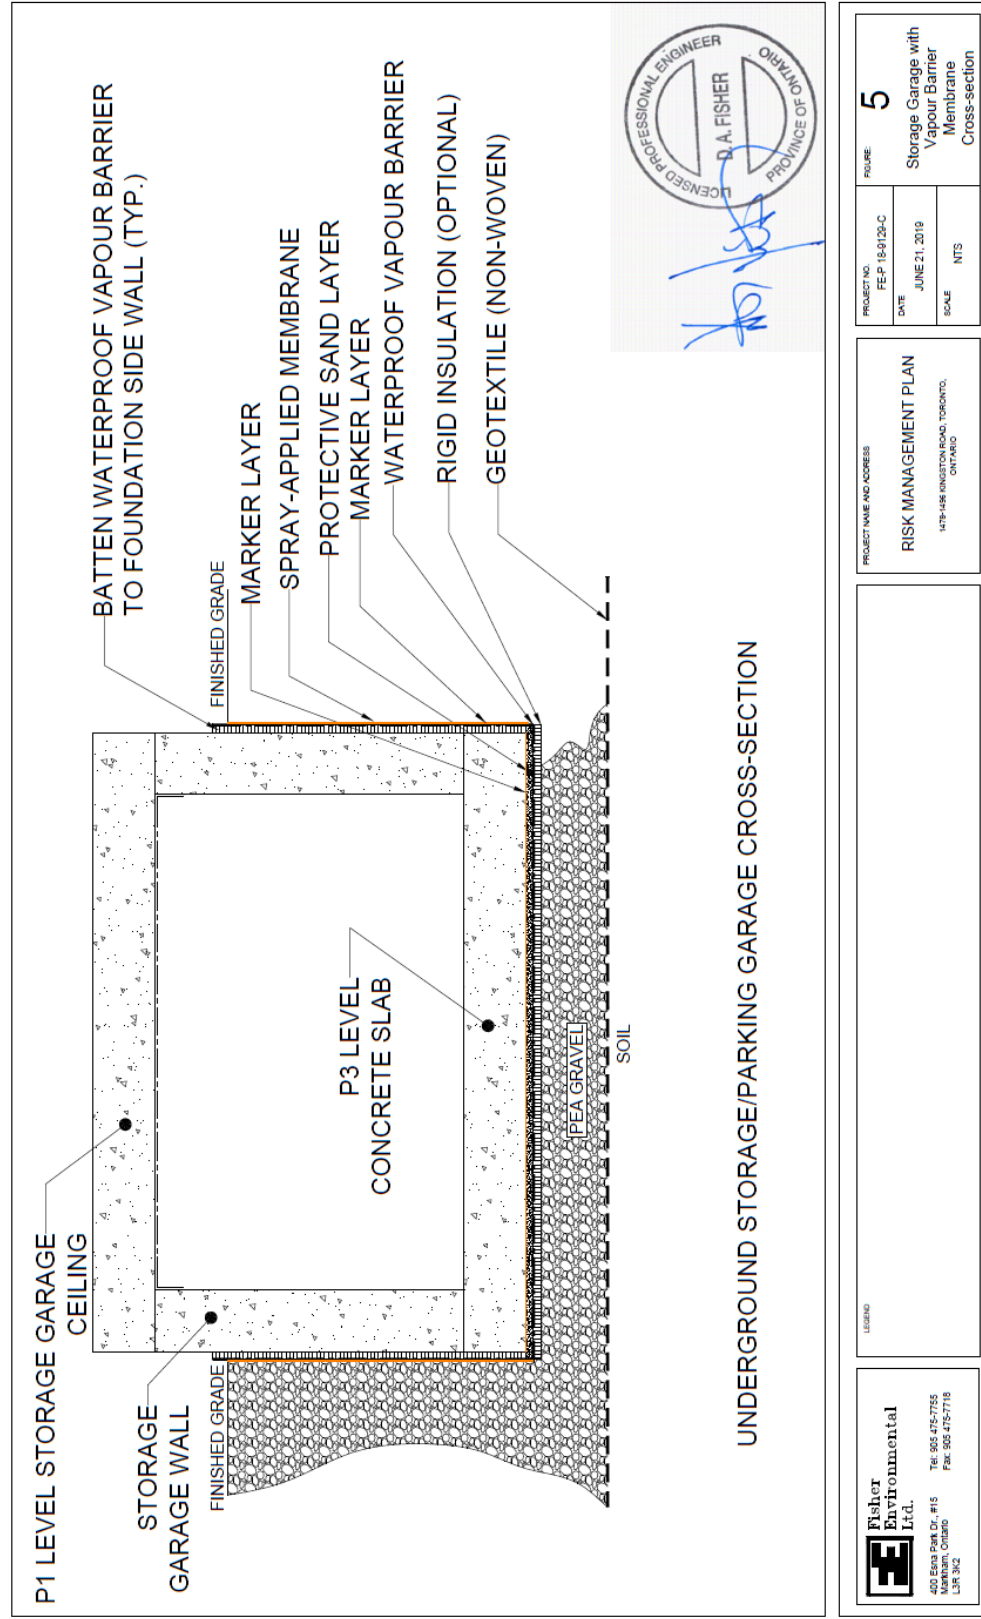 P1 LEVEL STORAGE GARAGE
CEILING
STORAGE
GARAGE WALL
FINISHED GRADE
P3 LEVEL
CONCRETE SLAB
BATTEN WATERPROOF VAPOUR BARRIER
TO FOUNDATION SIDE WALL (TYP.)
FINISHED GRADE
MARKER LAYER
SPRAY-APPLIED MEMBRANE
PROTECTIVE SAND LAYER
MARKER LAYER
WATERPROOF VAPOUR BARRIER
RIGID INSULATION (OPTIONAL)
GEOTEXTILE (NON-WOVEN)
PEA GRAVEL
SOIL
UNDERGROUND STORAGE/PARKING GARAGE CROSS-SECTION
LICENSED PROFESSIONAL ENGINEER
D. A. FISHER
PROVINCE OF ONTARIO
Fisher
Environmental
Ltd.
400 Esna Park Dr., #15
Markham, Ontario
L3R 3K2
Tel: 905 475-7755
Fax: 905 475-7718
LEGEND
PROJECT NAME AND ADDRESS
RISK MANAGEMENT PLAN
1478-1496 KINGSTON ROAD, TORONTO,
ONTARIO
PROJECT NO.
FE-P 18-9129-C
DATE
JUNE 21, 2019
SCALE
NTS
FIGURE:
5
Storage Garage with
Vapour Barrier
Membrane
Cross-section